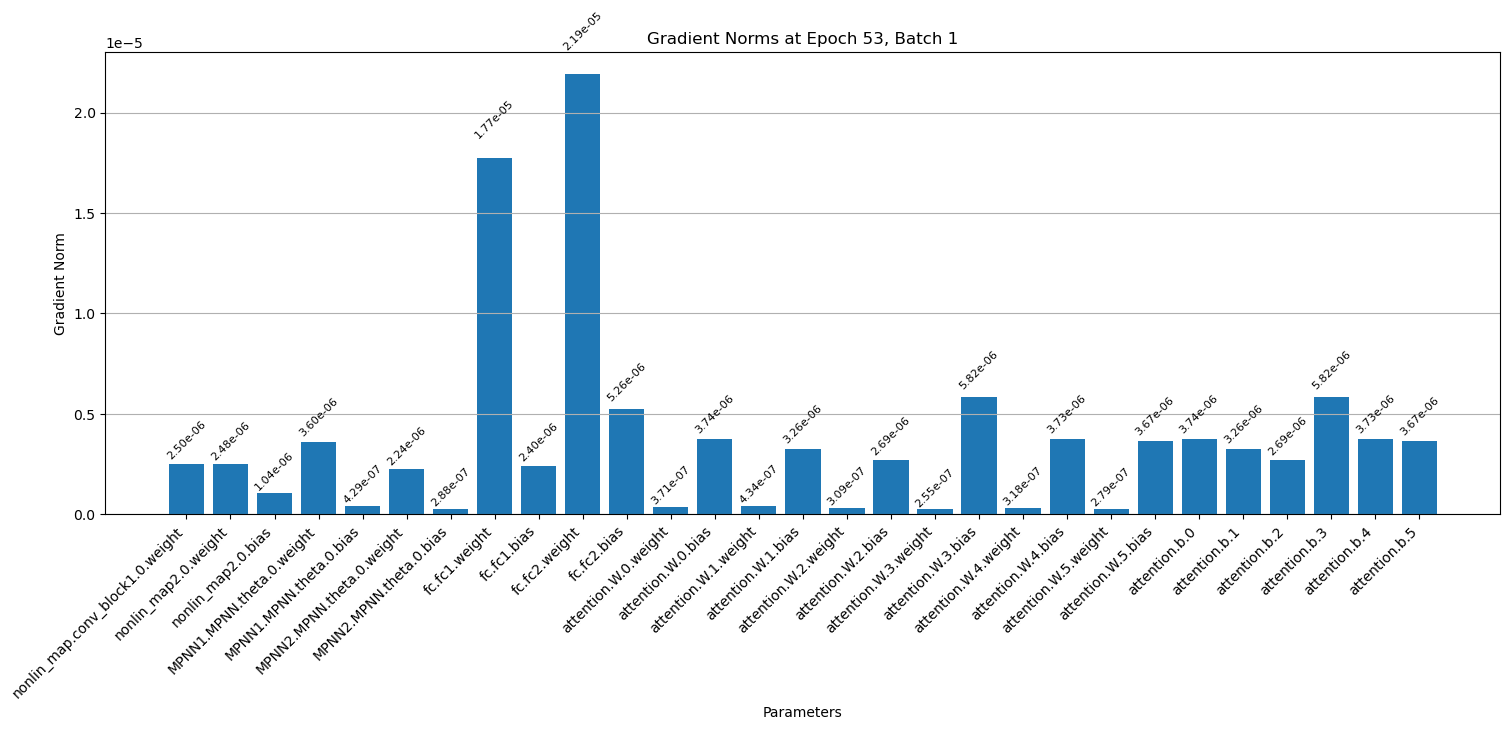 Gradient Norms at Epoch 53, Batch 1
1e−5
Gradient Norm
2.0
1.5
1.0
0.5
0.0
2.50e-06
2.48e-06
1.04e-06
3.60e-06
4.29e-07
2.24e-06
2.88e-07
1.77e-05
2.40e-06
2.19e-05
5.26e-06
3.71e-07
3.74e-06
4.34e-07
3.26e-06
3.09e-07
2.69e-06
2.55e-07
5.82e-06
3.18e-07
3.73e-06
2.79e-07
3.67e-06
3.74e-06
3.26e-06
2.69e-06
5.82e-06
3.73e-06
3.67e-06
nonlin_map.conv_block1.0.weight
nonlin_map2.0.weight
nonlin_map2.0.bias
MPNN1.MPNN.theta.0.weight
MPNN1.MPNN.theta.0.bias
MPNN2.MPNN.theta.0.weight
MPNN2.MPNN.theta.0.bias
fc.fc1.weight
fc.fc1.bias
fc.fc2.weight
fc.fc2.bias
attention.W.0.weight
attention.W.0.bias
attention.W.1.weight
attention.W.1.bias
attention.W.2.weight
attention.W.2.bias
attention.W.3.weight
attention.W.3.bias
attention.W.4.weight
attention.W.4.bias
attention.W.5.weight
attention.W.5.bias
attention.b.0
attention.b.1
attention.b.2
attention.b.3
attention.b.4
attention.b.5
Parameters